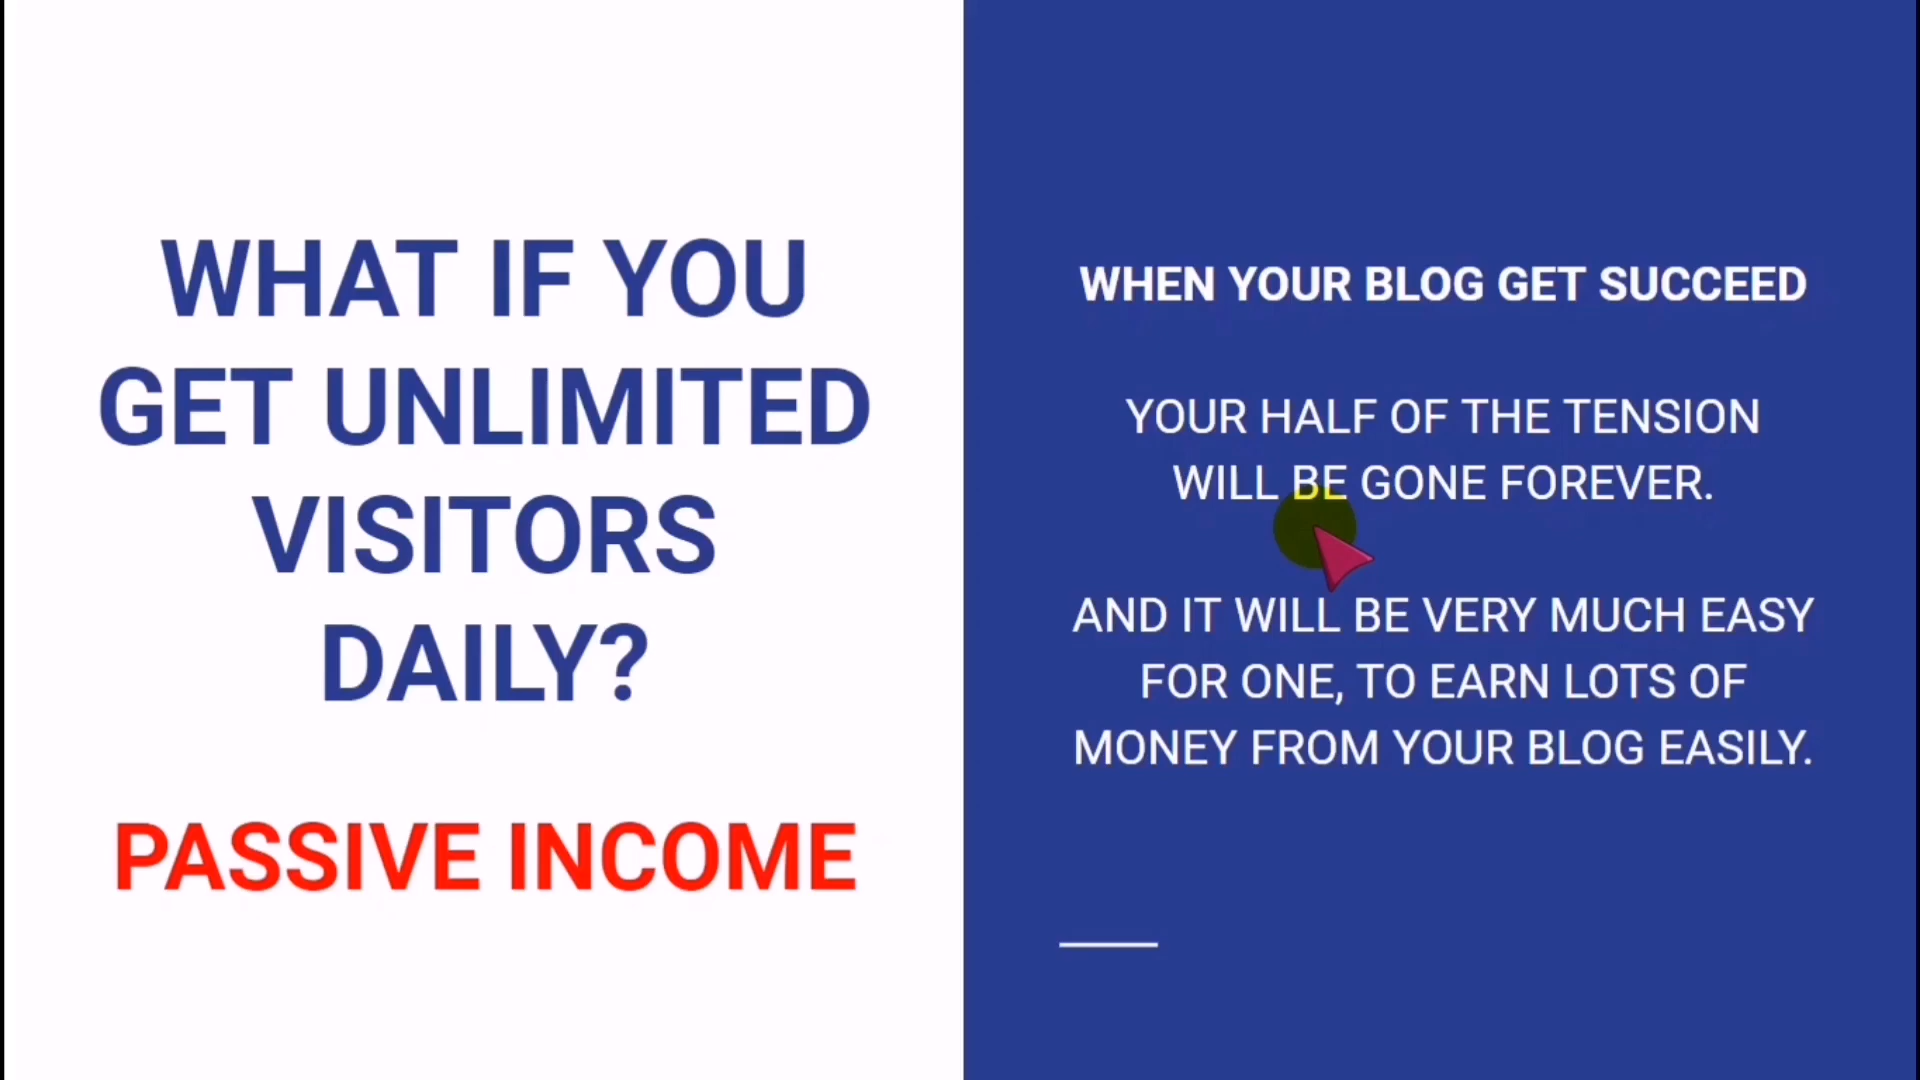 WHAT IF YOU
GET UNLIMITED
VISITORS
DAILY?
PASSIVE INCOME
WHEN YOUR BLOG GET SUCCEED
YOUR HALF OF THE TENSION
WILL BE GONE FOREVER.
AND IT WILL BE VERY MUCH EASY
FOR ONE, TO EARN LOTS OF
MONEY FROM YOUR BLOG EASILY.